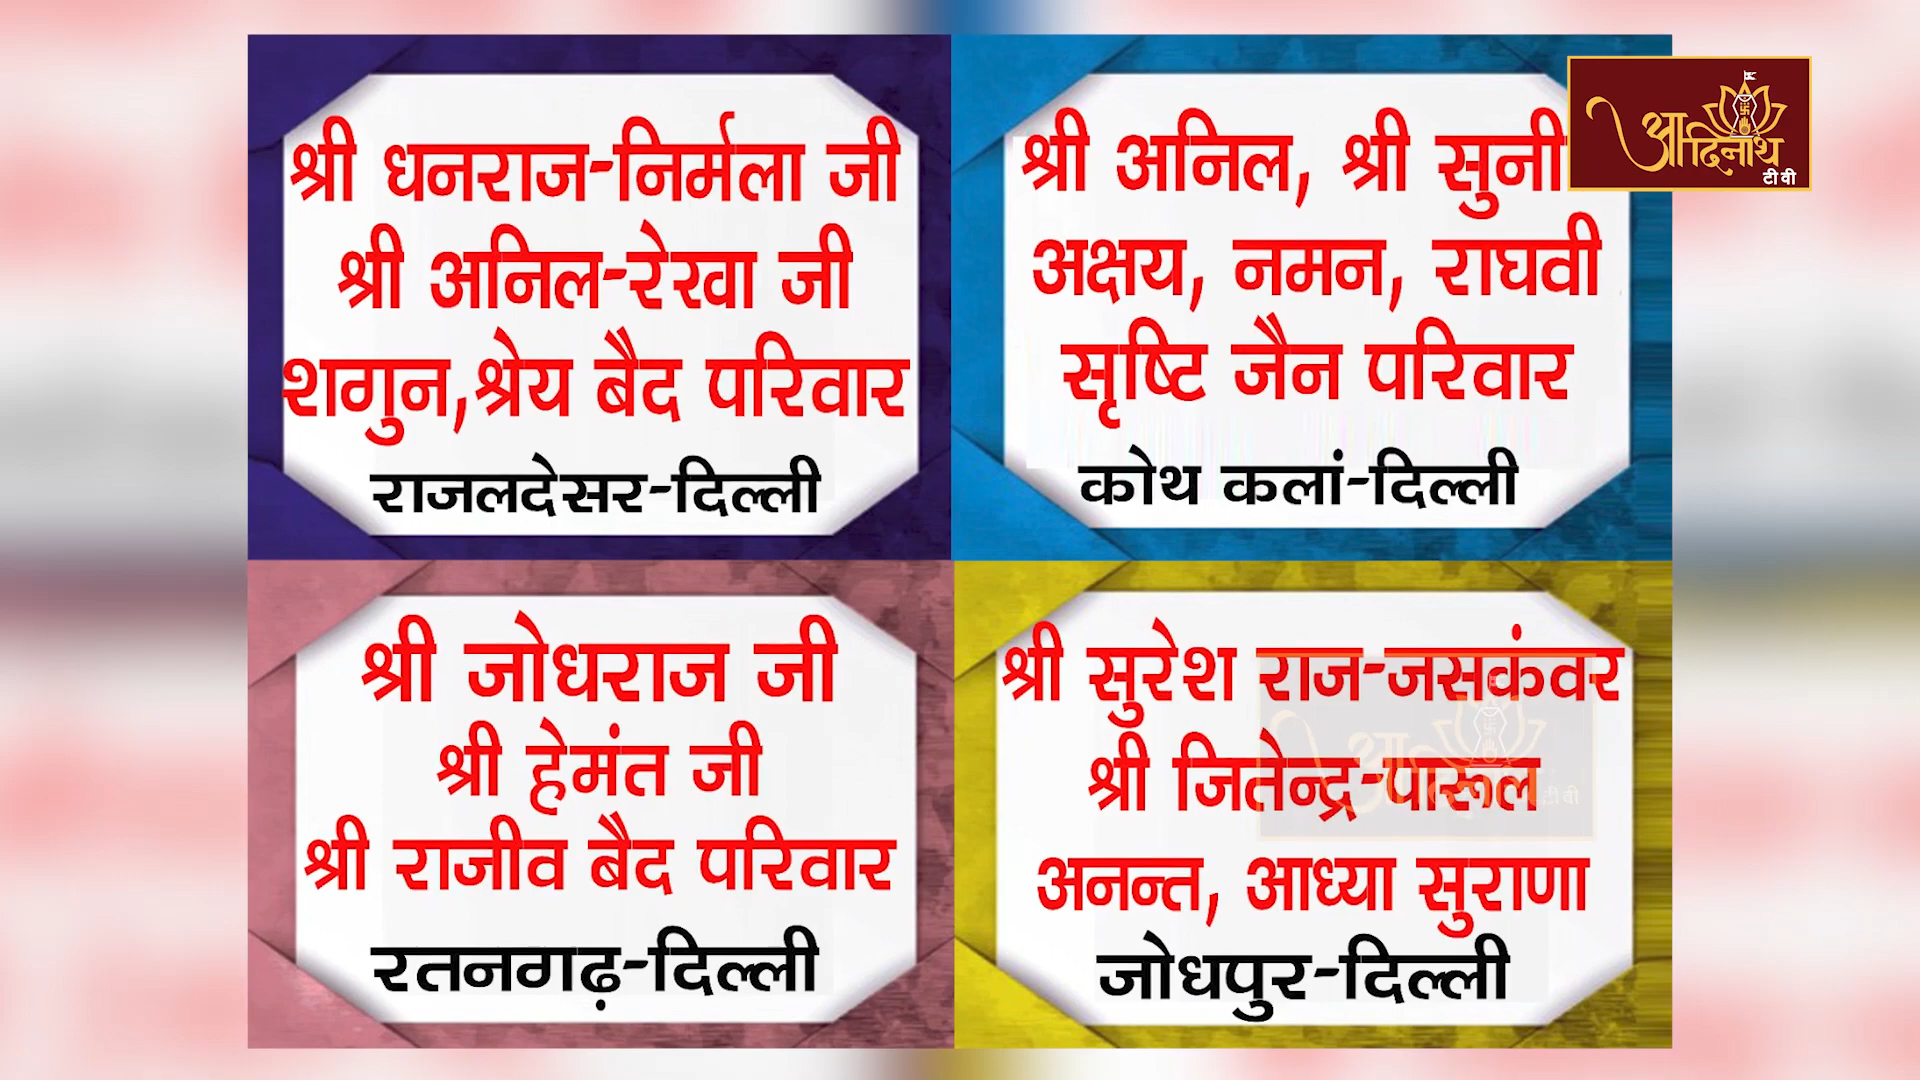 श्री धनराज-निर्मला जी
श्री अनिल-रेखा जी
शगुन,श्रेय बैद परिवार
राजलदेसर-दिल्ली
श्री अनिल, श्री
अक्षय, नमन, राघवी
सृष्टि जैन परिवार
कोथ कलां-दिल्ली
आदिनाथ
टीवी
श्री जोधराज जी
श्री हेमंत जी
श्री राजीव बैद परिवार
रतनगढ़-दिल्ली
श्री सुरेश राज-जसकंवर
श्री जितेन्द्र-पारूल
अनन्त, आध्या सुराणा
जोधपुर-दिल्ली